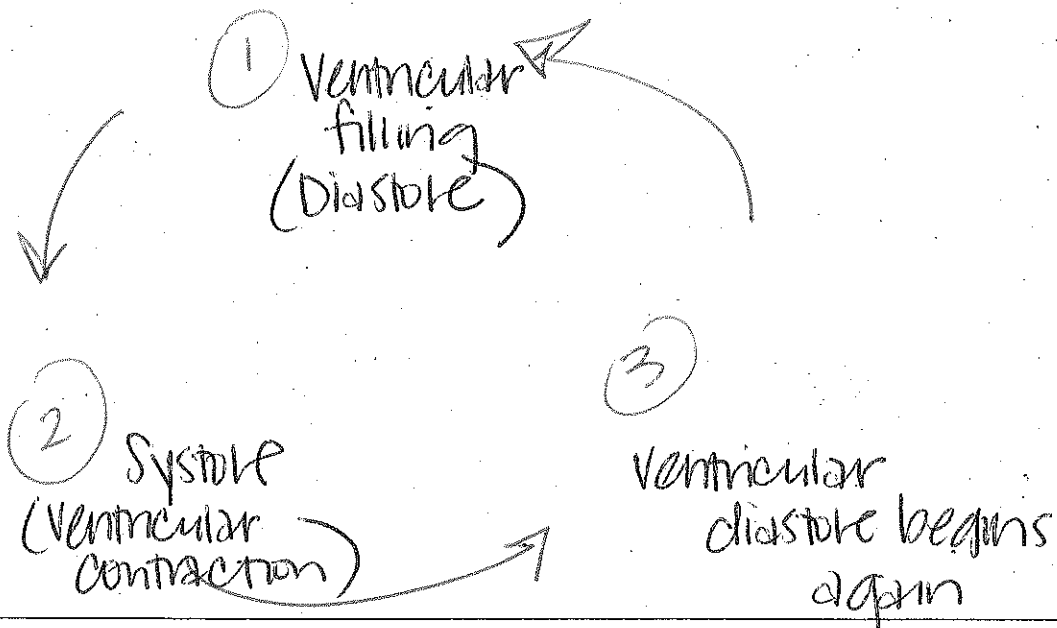 1
Ventricular
filling
(Diastole)
2
Systole
(Ventricular
contraction)
3
ventricular
diastole begins
again